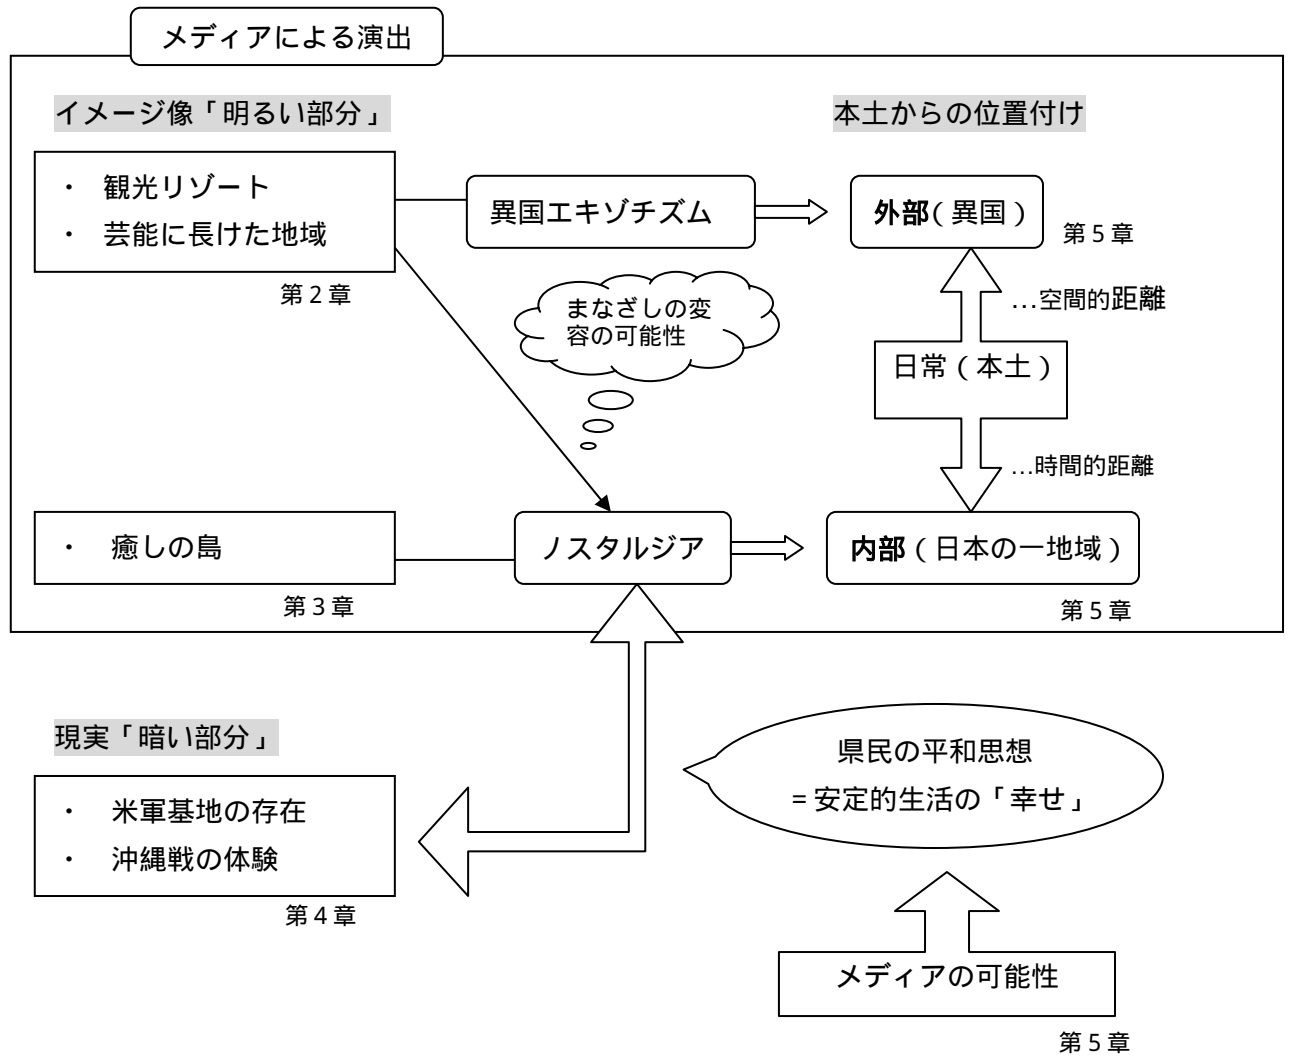 メディアによる演出
イメージ像「明るい部分」
本土からの位置付け
・ 観光リゾート
・ 芸能に長けた地域
第2章
異国エキゾチズム
外部(異国)
第5章
まなざしの変
容の可能性
…空間的距離
日常(本土)
…時間的距離
・ 癒しの島
第3章
ノスタルジア
内部(日本の一地域)
第5章
現実「暗い部分」
・ 米軍基地の存在
・ 沖縄戦の体験
第4章
県民の平和思想
=安定的生活の「幸せ」
メディアの可能性
第5章